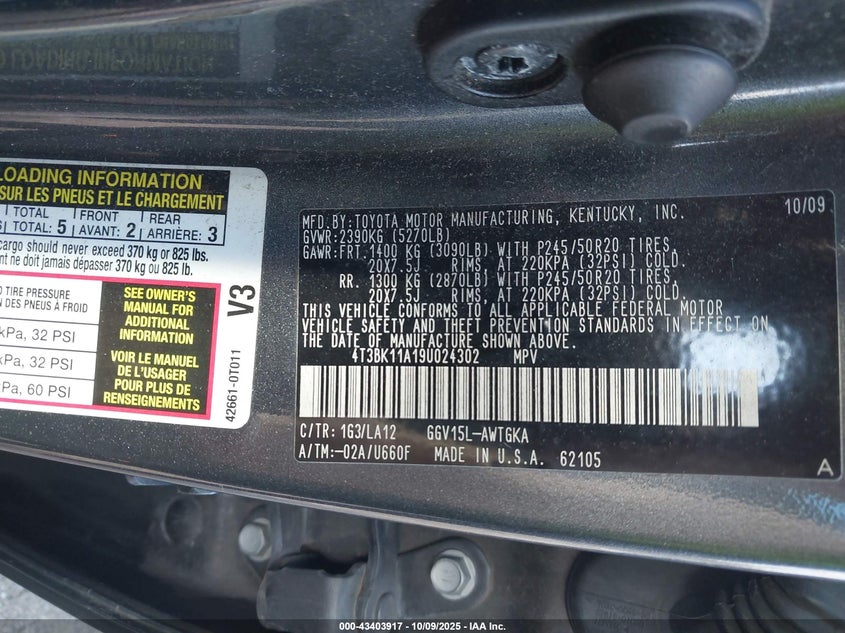 LOADING INFORMATION
SUR LES PNEUS ET LE CHARGEMENT
TOTAL FRONT REAR
TOTAL: 5 AVANT: 2 ARRIÈRE: 3
cargo should never exceed 370 kg or 825 lbs.
ne doit jamais dépasser 370 kg ou 825 lb.
TIRE PRESSURE
DES PNEUS À FROID
kPa, 32 PSI
kPa, 32 PSI
kPa, 60 PSI
SEE OWNER'S
MANUAL FOR
ADDITIONAL
INFORMATION
VOIR LE MANUEL
DE L'USAGER
POUR PLUS DE
RENSEIGNEMENTS
V3
42661-0T011
10/09
MFD.BY:TOYOTA MOTOR MANUFACTURING, KENTUCKY, INC.
GVWR:2390KG (5270LB)
GAWR:FRT. 1400 KG (3090LB) WITH P245/50R20 TIRES,
20X7.5J RIMS, AT 220KPA (32PSI) COLD.
RR. 1300 KG (2870LB) WITH P245/50R20 TIRES,
20X7.5J RIMS, AT 220KPA (32PSI) COLD.
THIS VEHICLE CONFORMS TO ALL APPLICABLE FEDERAL MOTOR
VEHICLE SAFETY AND THEFT PREVENTION STANDARDS IN EFFECT ON
THE DATE OF MANUFACTURE SHOWN ABOVE.
4T3BK11A19U024302 MPV
C/TR: 1G3/LA12 GGV15L-AWTGKA
A/TM:-02A/U660F MADE IN U.S.A. 62105
A
000-43403917 - 10/09/2025 - IAA Inc.